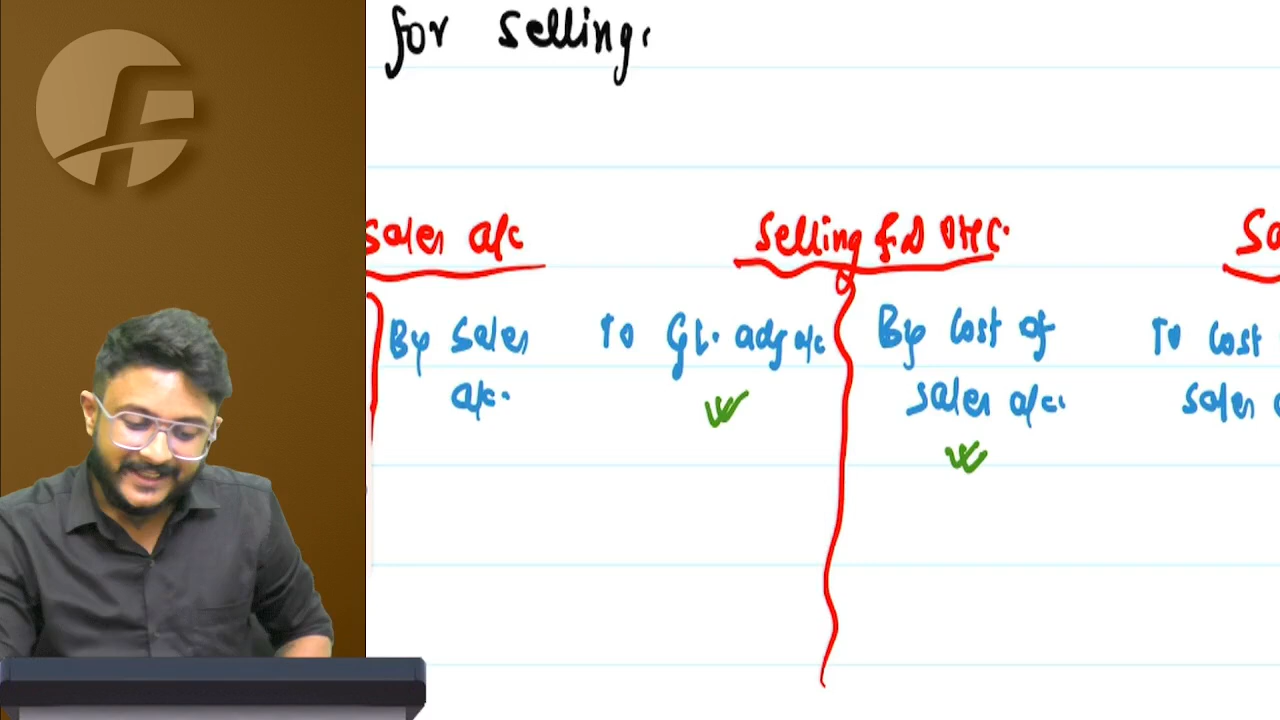 for selling.
Sales a/c
Selling & D OHC.
By Sales
a/c.
To GL. adj a/c
By Cost of
sales a/c.
To Cost
sales